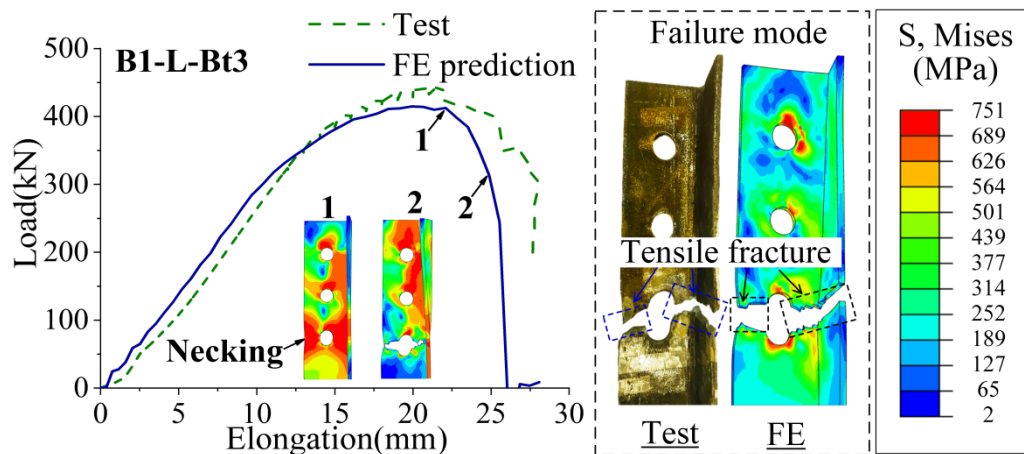 Test
FE prediction
B1-L-Bt3
Load(kN)
500
400
300
200
100
0
1
2
1
2
Necking
0
5
10
15
20
25
30
Elongation(mm)
Failure mode
Tensile fracture
Test
FE
S, Mises
(MPa)
751
689
626
564
501
439
377
314
252
189
127
65
2